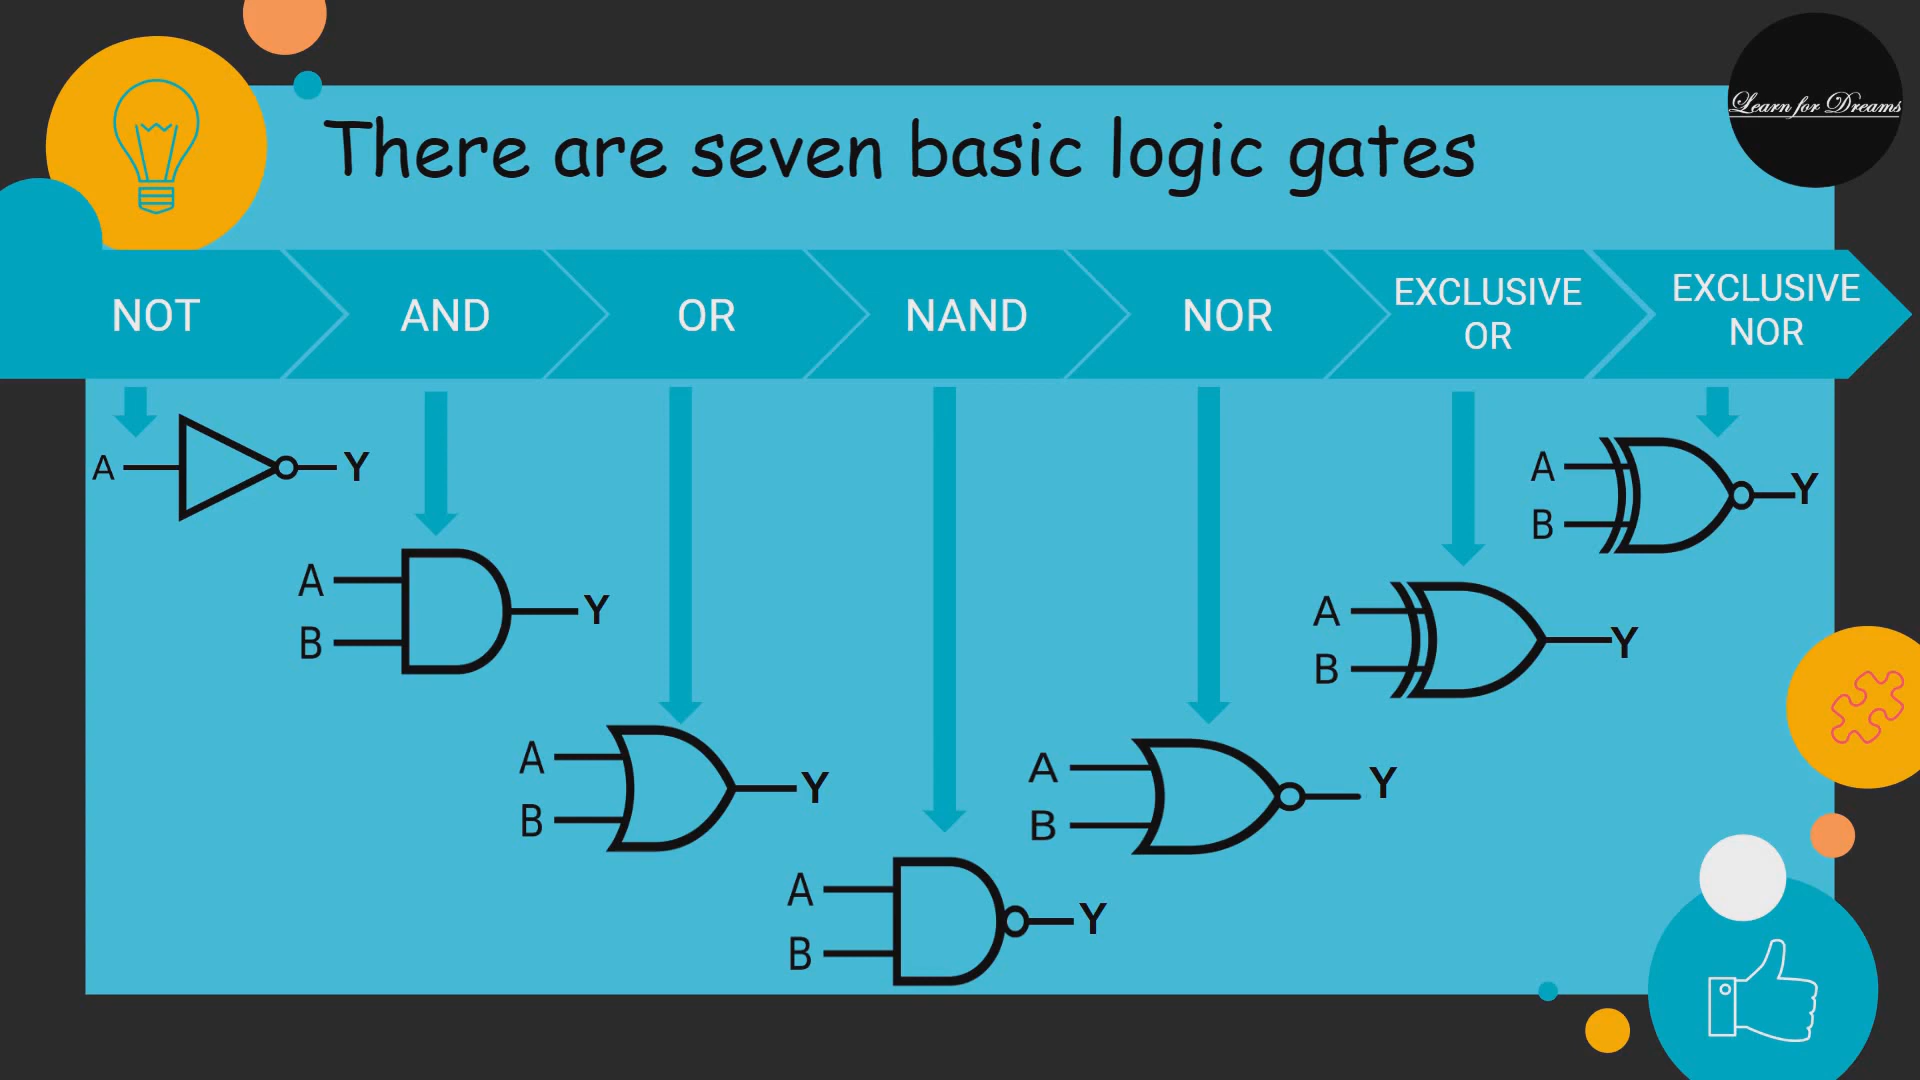 There are seven basic logic gates
Learn for Dreams
NOT
AND
OR
NAND
NOR
EXCLUSIVE
OR
EXCLUSIVE
NOR
A
Y
A
B
Y
A
B
Y
A
B
Y
A
B
Y
A
B
Y
A
B
Y